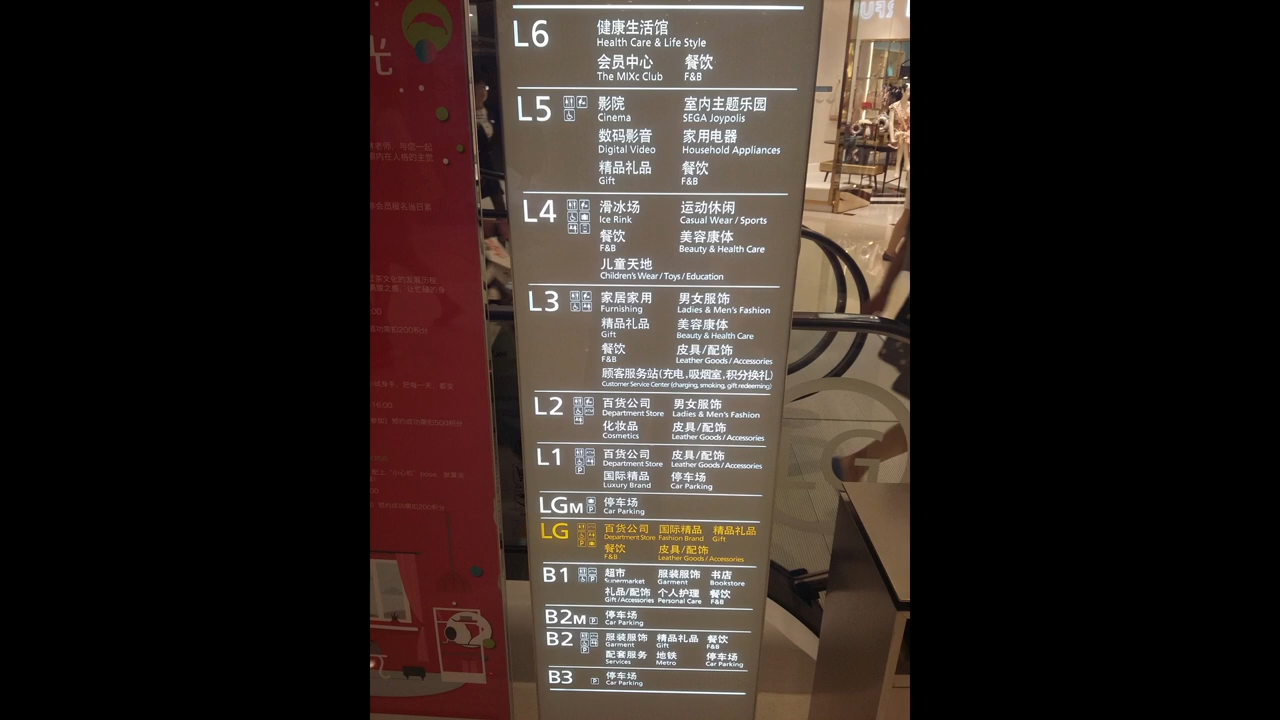 L6 健康生活馆
Health Care & Life Style
会员中心 餐饮
The MIXc Club F&B
L5 影院 室内主题乐园
Cinema SEGA Joypolis
数码影音 家用电器
Digital Video Household Appliances
精品礼品 餐饮
Gift F&B
L4 滑冰场 运动休闲
Ice Rink Casual Wear / Sports
餐饮 美容康体
F&B Beauty & Health Care
儿童天地
Children's Wear / Toys / Education
L3 家居家用 男女服饰
Furnishing Ladies & Men's Fashion
精品礼品 美容康体
Gift Beauty & Health Care
餐饮 皮具/配饰
F&B Leather Goods / Accessories
顾客服务站(充电,吸烟室,积分换礼)
Customer Service Center (charging, smoking, gift redeeming)
L2 百货公司 男女服饰
Department Store Ladies & Men's Fashion
化妆品 皮具/配饰
Cosmetics Leather Goods / Accessories
L1 百货公司 皮具/配饰
Department Store Leather Goods / Accessories
国际精品 停车场
Luxury Brand Car Parking
LGM 停车场
Car Parking
LG 百货公司 国际精品 精品礼品
Department Store Fashion Brand Gift
餐饮 皮具/配饰
F&B Leather Goods / Accessories
B1 超市 服装服饰 书店
Supermarket Garment Bookstore
礼品/配饰 个人护理 餐饮
Gift / Accessories Personal Care F&B
B2M 停车场
Car Parking
B2 服装服饰 精品礼品 餐饮
Garment Gift F&B
配套服务 地铁 停车场
Services Metro Car Parking
B3 停车场
Car Parking
光